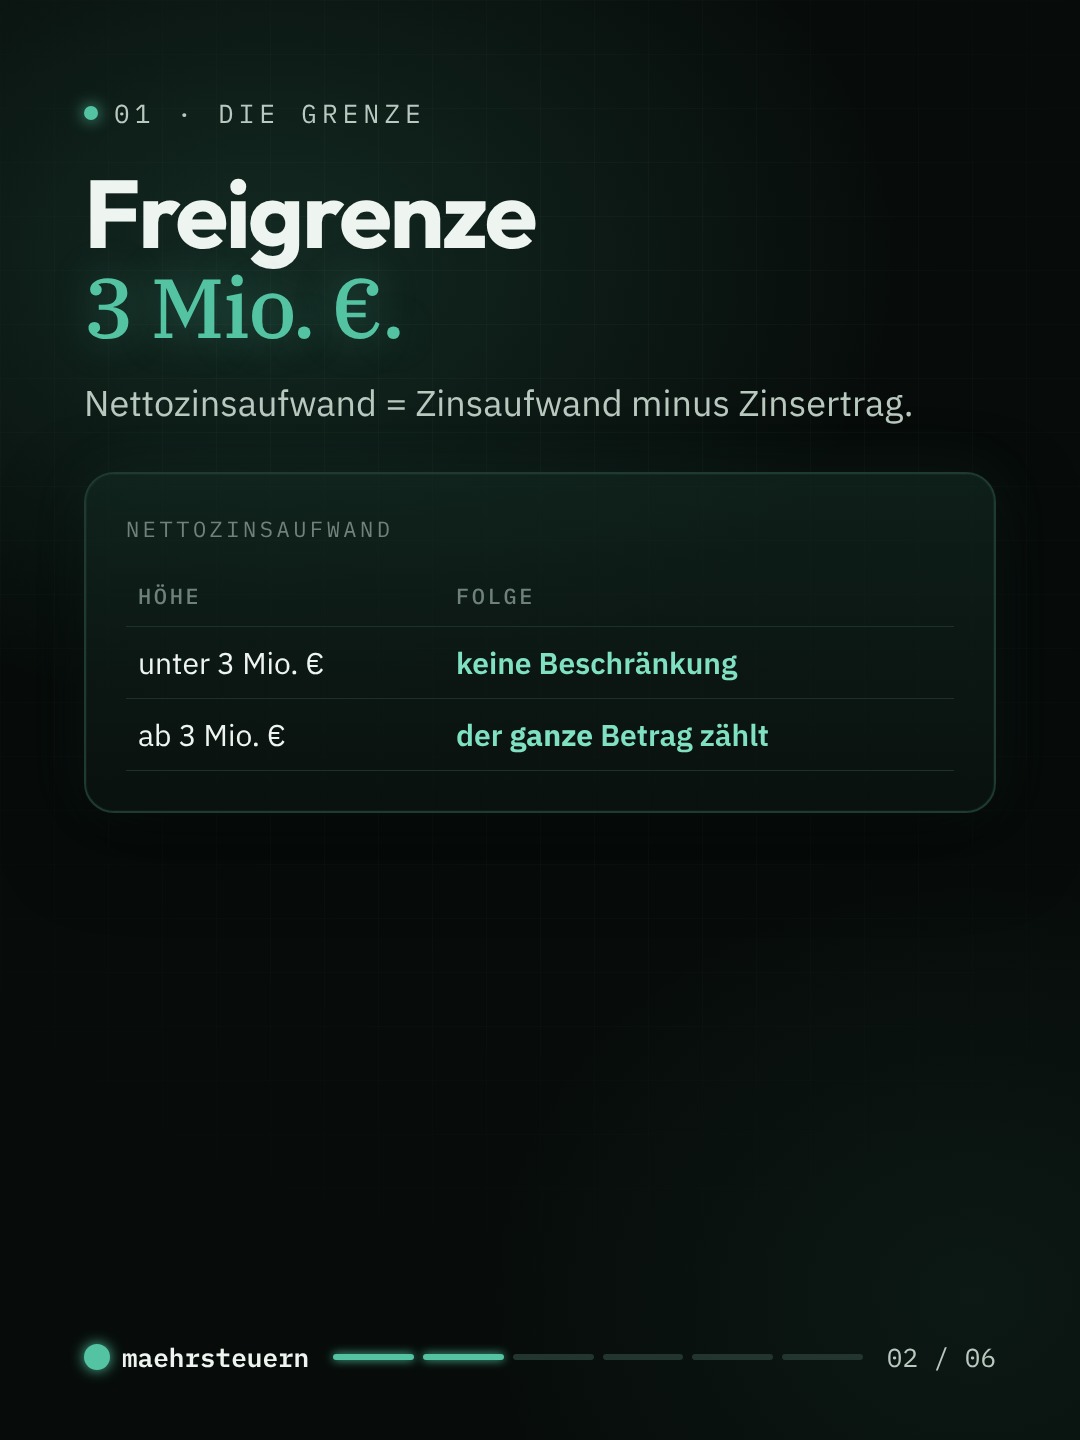 01 · DIE GRENZE
Freigrenze
3 Mio. €.
Nettozinsaufwand = Zinsaufwand minus Zinsertrag.
NETTOZINSAUFWAND
HÖHE FOLGE
unter 3 Mio. € keine Beschränkung
ab 3 Mio. € der ganze Betrag zählt
maehrsteuern 02 / 06